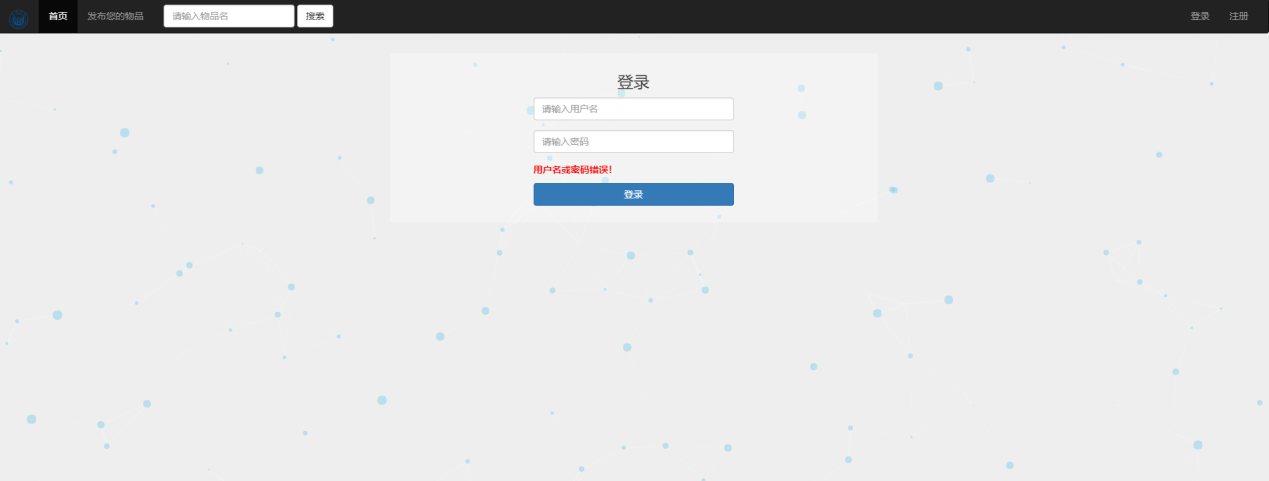 首页 发布您的物品 请输入物品名 搜索 登录 注册
登录
请输入用户名
请输入密码
用户名或密码错误!
登录